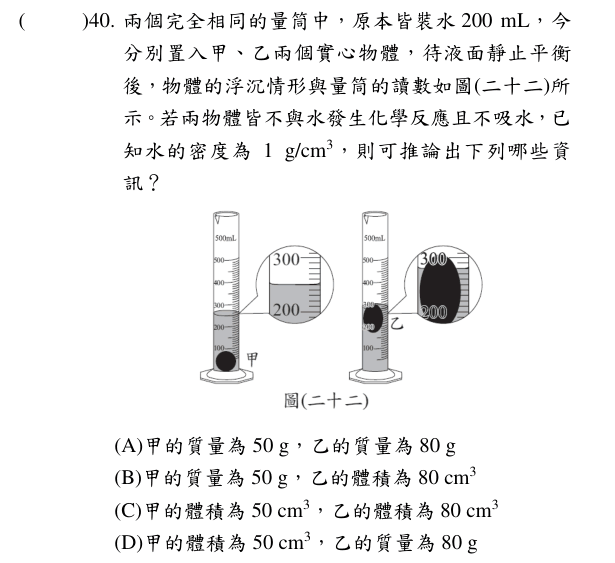 (　　)40. 兩個完全相同的量筒中，原本皆裝水 200 mL，今
分別置入甲、乙兩個實心物體，待液面靜止平衡
後，物體的浮沉情形與量筒的讀數如圖(二十二)所
示。若兩物體皆不與水發生化學反應且不吸水，已
知水的密度為 1 g/cm³，則可推論出下列哪些資
訊？
500mL
500
400
300
200
100
甲
300
200
500mL
500
400
300
200
100
乙
300
200
圖(二十二)
(A)甲的質量為 50 g，乙的質量為 80 g
(B)甲的質量為 50 g，乙的體積為 80 cm³
(C)甲的體積為 50 cm³，乙的體積為 80 cm³
(D)甲的體積為 50 cm³，乙的質量為 80 g